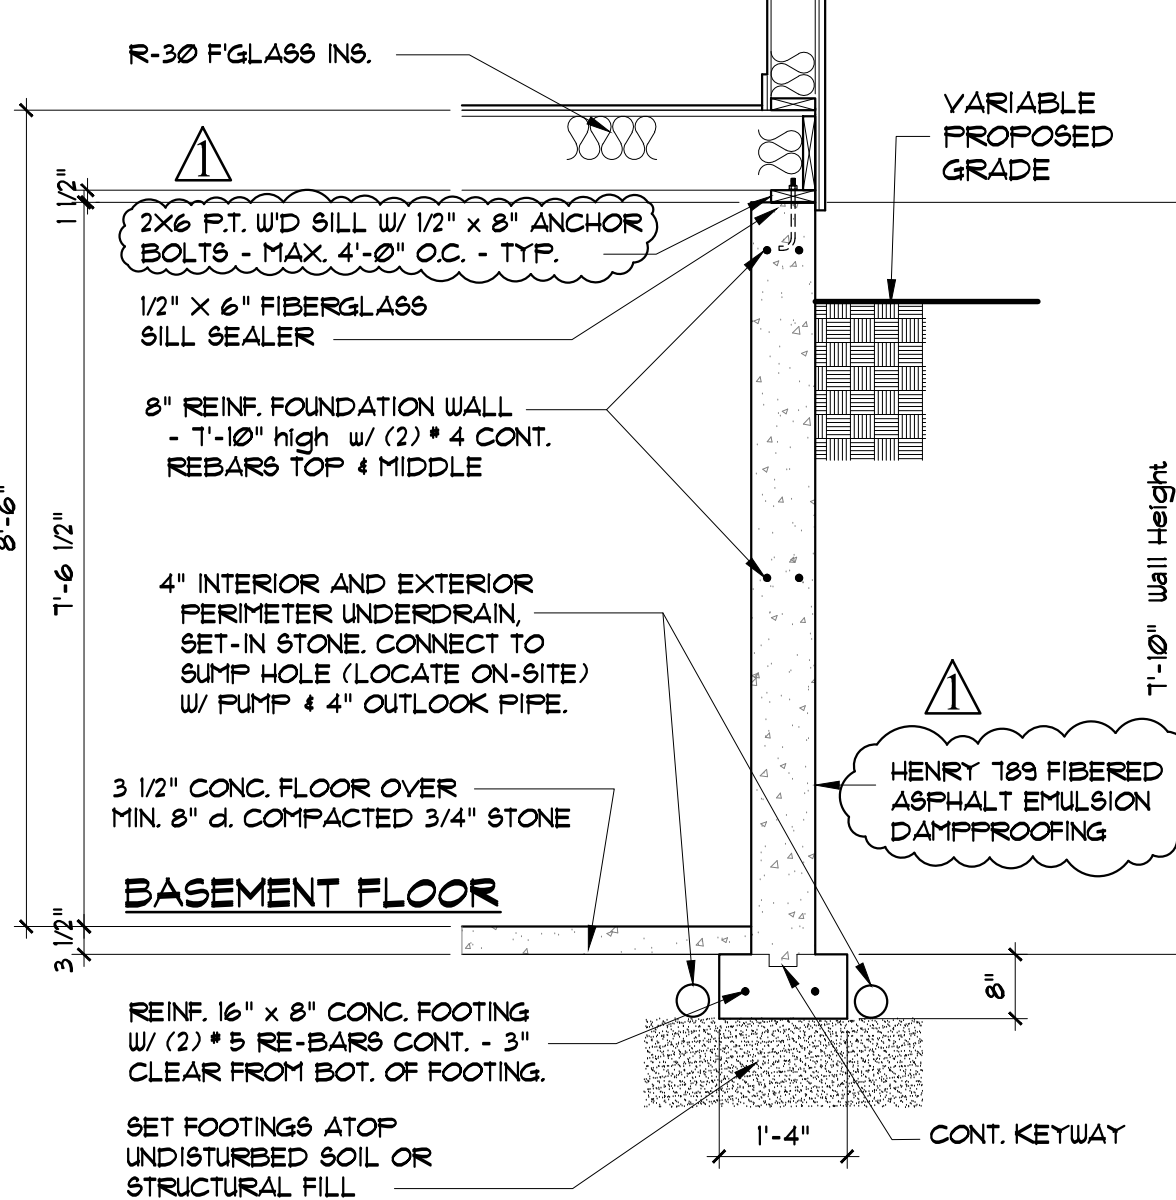 R-30 F'GLASS INS.
VARIABLE
PROPOSED
GRADE
1
1 1/2"
2X6 P.T. W'D SILL W/ 1/2" x 8" ANCHOR
BOLTS - MAX. 4'-0" O.C. - TYP.
1/2" X 6" FIBERGLASS
SILL SEALER
8" REINF. FOUNDATION WALL
- 7'-10" high w/ (2) # 4 CONT.
REBARS TOP & MIDDLE
8'-6"
7'-6 1/2"
7'-10" Wall Height
4" INTERIOR AND EXTERIOR
PERIMETER UNDERDRAIN,
SET-IN STONE. CONNECT TO
SUMP HOLE (LOCATE ON-SITE)
W/ PUMP & 4" OUTLOOK PIPE.
1
HENRY 789 FIBERED
ASPHALT EMULSION
DAMPPROOFING
3 1/2" CONC. FLOOR OVER
MIN. 8" d. COMPACTED 3/4" STONE
BASEMENT FLOOR
3 1/2"
8"
REINF. 16" x 8" CONC. FOOTING
W/ (2) # 5 RE-BARS CONT. - 3"
CLEAR FROM BOT. OF FOOTING.
SET FOOTINGS ATOP
UNDISTURBED SOIL OR
STRUCTURAL FILL
1'-4"
CONT. KEYWAY